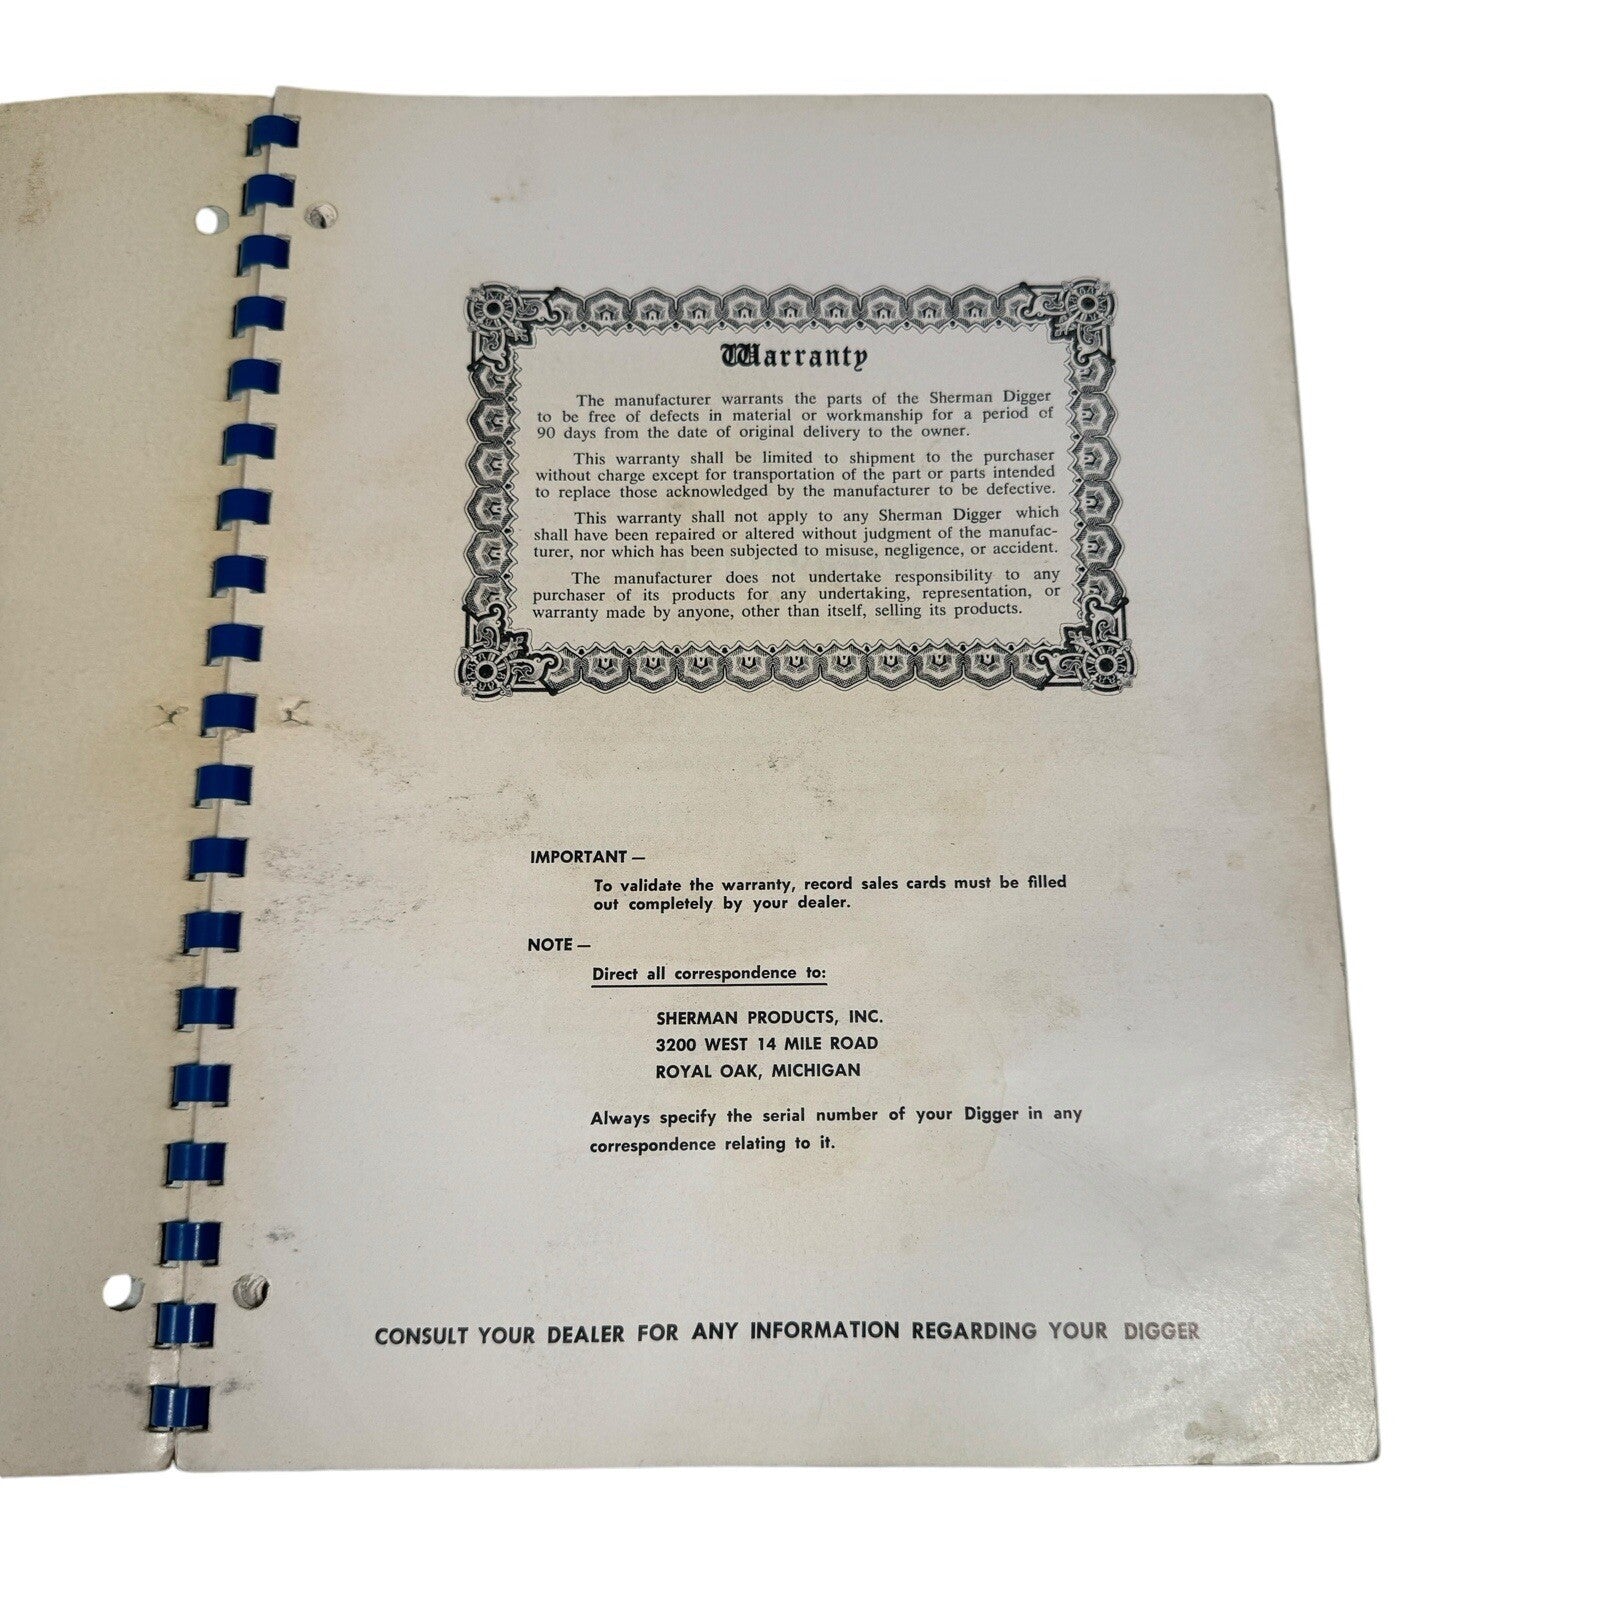 Warranty
The manufacturer warrants the parts of the Sherman Digger
to be free of defects in material or workmanship for a period of
90 days from the date of original delivery to the owner.
This warranty shall be limited to shipment to the purchaser
without charge except for transportation of the part or parts intended
to replace those acknowledged by the manufacturer to be defective.
This warranty shall not apply to any Sherman Digger which
shall have been repaired or altered without judgment of the manufac-
turer, nor which has been subjected to misuse, negligence, or accident.
The manufacturer does not undertake responsibility to any
purchaser of its products for any undertaking, representation, or
warranty made by anyone, other than itself, selling its products.
IMPORTANT —
To validate the warranty, record sales cards must be filled
out completely by your dealer.
NOTE —
Direct all correspondence to:
SHERMAN PRODUCTS, INC.
3200 WEST 14 MILE ROAD
ROYAL OAK, MICHIGAN
Always specify the serial number of your Digger in any
correspondence relating to it.
CONSULT YOUR DEALER FOR ANY INFORMATION REGARDING YOUR DIGGER